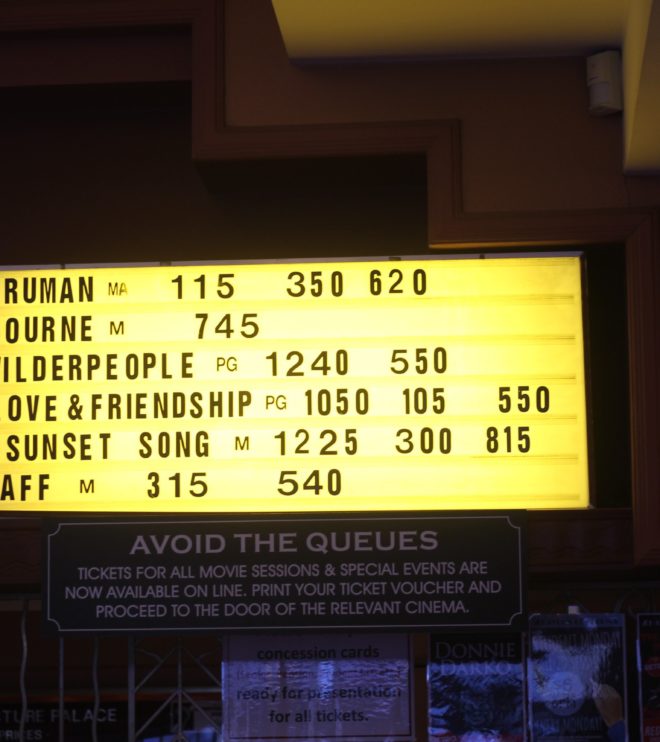 RUMAN MA 115 350 620
OURNE M 745
ILDERPEOPLE PG 1240 550
OVE & FRIENDSHIP PG 1050 105 550
SUNSET SONG M 1225 300 815
AFF M 315 540
AVOID THE QUEUES
TICKETS FOR ALL MOVIE SESSIONS & SPECIAL EVENTS ARE
NOW AVAILABLE ON LINE. PRINT YOUR TICKET VOUCHER AND
PROCEED TO THE DOOR OF THE RELEVANT CINEMA.
concession cards
ready for presentation
for all tickets.
DONNIE
DARKO
MONDAY
TURE PALACE
PRICES